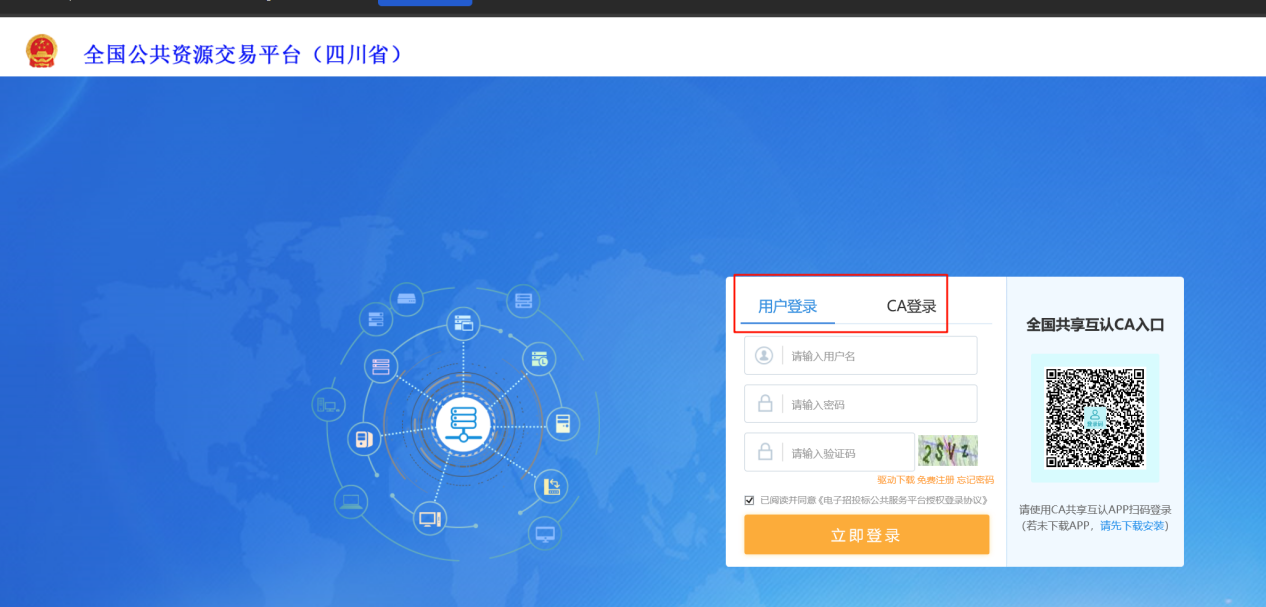 全国公共资源交易平台（四川省）
用户登录 CA登录
请输入用户名
请输入密码
请输入验证码
驱动下载 免费注册 忘记密码
已阅读并同意《电子招投标公共服务平台授权登录协议》
立即登录
全国共享互认CA入口
请使用CA共享互认APP扫码登录
（若未下载APP，请先下载安装）